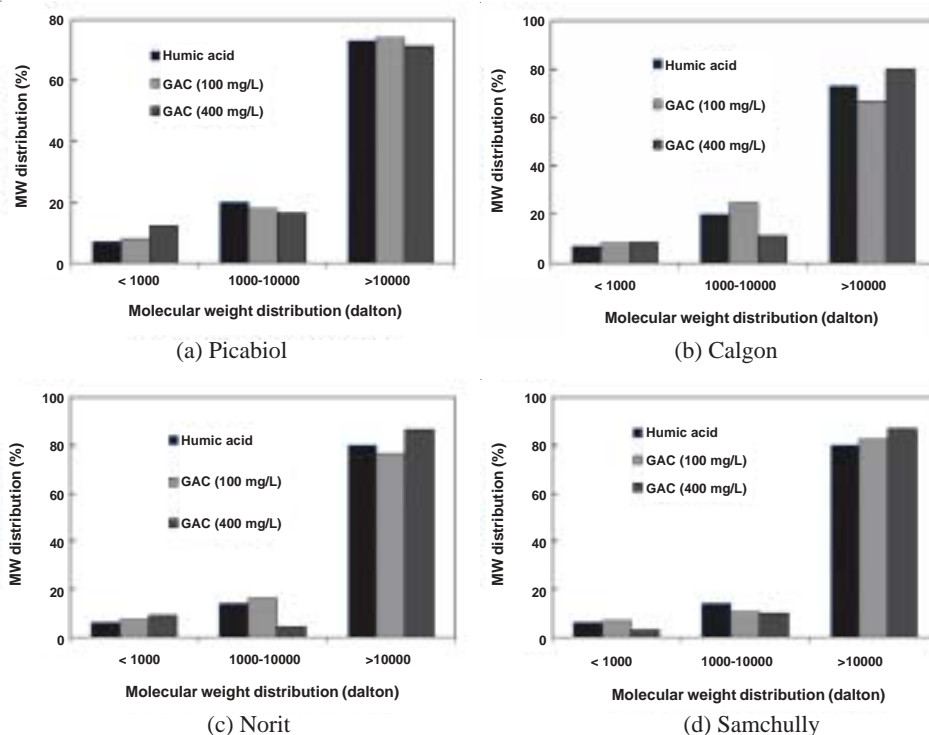 80
60
40
20
0
MW distribution (%)
Humic acid
GAC (100 mg/L)
GAC (400 mg/L)
< 1000
1000-10000
>10000
Molecular weight distribution (dalton)
(a) Picabiol
100
80
60
40
20
0
MW distribution (%)
Humic acid
GAC (100 mg/L)
GAC (400 mg/L)
< 1000
1000-10000
>10000
Molecular weight distribution (dalton)
(b) Calgon
100
80
60
40
20
0
MW distribution (%)
Humic acid
GAC (100 mg/L)
GAC (400 mg/L)
< 1000
1000-10000
>10000
Molecular weight distribution (dalton)
(c) Norit
100
80
60
40
20
0
MW distribution (%)
Humic acid
GAC (100 mg/L)
GAC (400 mg/L)
< 1000
1000-10000
>10000
Molecular weight distribution (dalton)
(d) Samchully